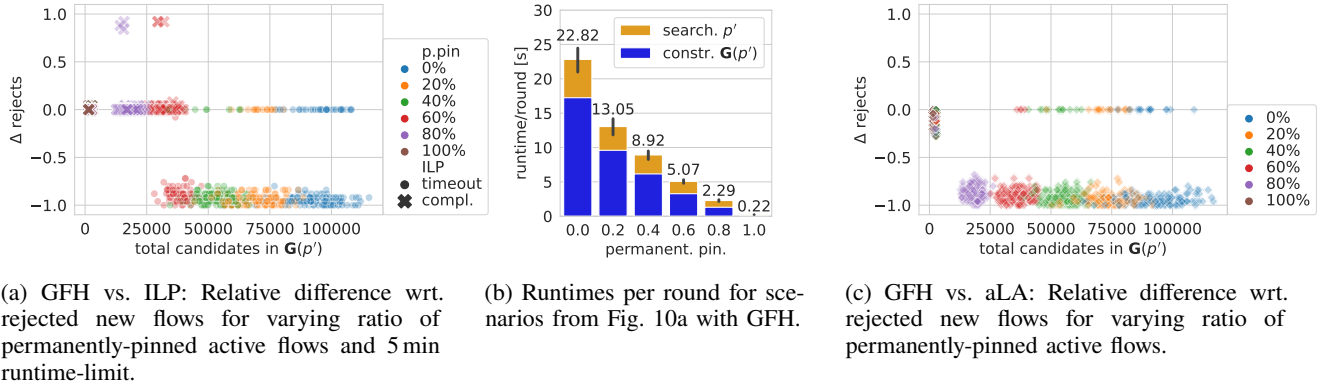 1.0
0.5
0.0
−0.5
−1.0
Δ rejects
0
25000
50000
75000
100000
total candidates in G(p′)
p.pin
0%
20%
40%
60%
80%
100%
ILP
timeout
compl.
30
25
20
15
10
5
0
runtime/round [s]
search. p′
constr. G(p′)
22.82
13.05
8.92
5.07
2.29
0.22
0.0
0.2
0.4
0.6
0.8
1.0
permanent. pin.
1.0
0.5
0.0
−0.5
−1.0
Δ rejects
0
25000
50000
75000
100000
total candidates in G(p′)
0%
20%
40%
60%
80%
100%
(a) GFH vs. ILP: Relative difference wrt.
rejected new flows for varying ratio of
permanently-pinned active flows and 5 min
runtime-limit.
(b) Runtimes per round for sce-
narios from Fig. 10a with GFH.
(c) GFH vs. aLA: Relative difference wrt.
rejected new flows for varying ratio of
permanently-pinned active flows.